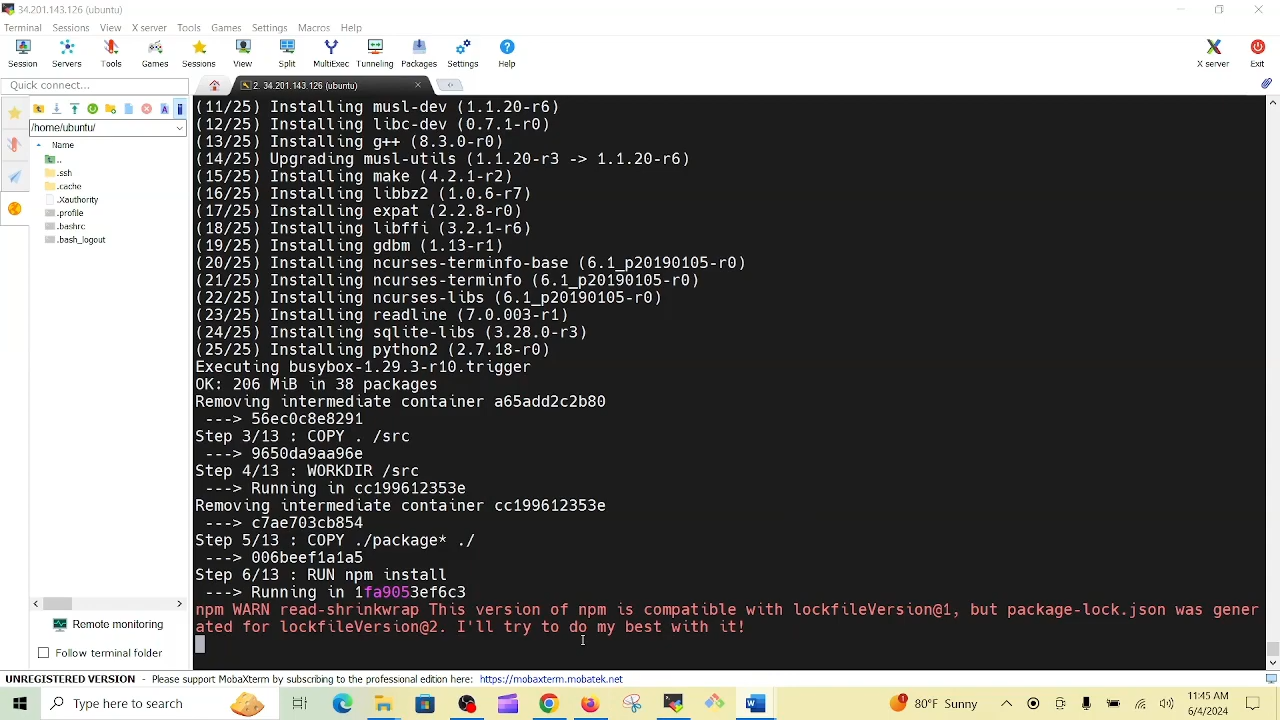 34.201.143.126 (ubuntu)
Terminal Sessions View X server Tools Games Settings Macros Help
Session Servers Tools Games Sessions View Split MultiExec Tunneling Packages Settings Help X server Exit
Quick connect...
2. 34.201.143.126 (ubuntu)
/home/ubuntu/
Name
..
.ssh
.cache
.Xauthority
.profile
.bashrc
.bash_logout
Remote monitoring
Follow terminal folder
(11/25) Installing musl-dev (1.1.20-r6)
(12/25) Installing libc-dev (0.7.1-r0)
(13/25) Installing g++ (8.3.0-r0)
(14/25) Upgrading musl-utils (1.1.20-r3 -> 1.1.20-r6)
(15/25) Installing make (4.2.1-r2)
(16/25) Installing libbz2 (1.0.6-r7)
(17/25) Installing expat (2.2.8-r0)
(18/25) Installing libffi (3.2.1-r6)
(19/25) Installing gdbm (1.13-r1)
(20/25) Installing ncurses-terminfo-base (6.1_p20190105-r0)
(21/25) Installing ncurses-terminfo (6.1_p20190105-r0)
(22/25) Installing ncurses-libs (6.1_p20190105-r0)
(23/25) Installing readline (7.0.003-r1)
(24/25) Installing sqlite-libs (3.28.0-r3)
(25/25) Installing python2 (2.7.18-r0)
Executing busybox-1.29.3-r10.trigger
OK: 206 MiB in 38 packages
Removing intermediate container a65add2c2b80
---> 56ec0c8e8291
Step 3/13 : COPY . /src
---> 9650da9aa96e
Step 4/13 : WORKDIR /src
---> Running in cc199612353e
Removing intermediate container cc199612353e
---> c7ae703cb854
Step 5/13 : COPY ./package* ./
---> 006beef1a1a5
Step 6/13 : RUN npm install
---> Running in 1fa9053ef6c3
npm WARN read-shrinkwrap This version of npm is compatible with lockfileVersion@1, but package-lock.json was gener
ated for lockfileVersion@2. I'll try to do my best with it!
UNREGISTERED VERSION - Please support MobaXterm by subscribing to the professional edition here: https://mobaxterm.mobatek.net
Type here to search
80°F Sunny
11:45 AM
6/4/2024